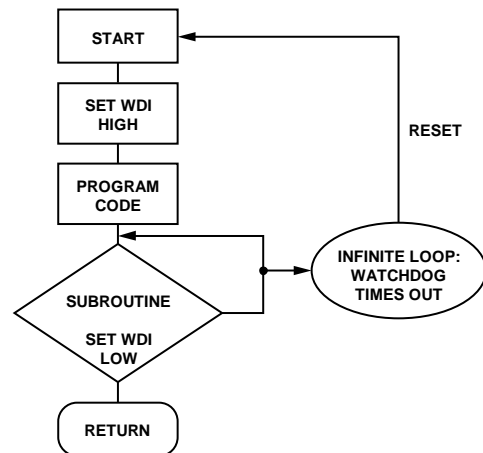 START
SET WDI
HIGH
RESET
PROGRAM
CODE
INFINITE LOOP:
WATCHDOG
TIMES OUT
SUBROUTINE
SET WDI
LOW
RETURN